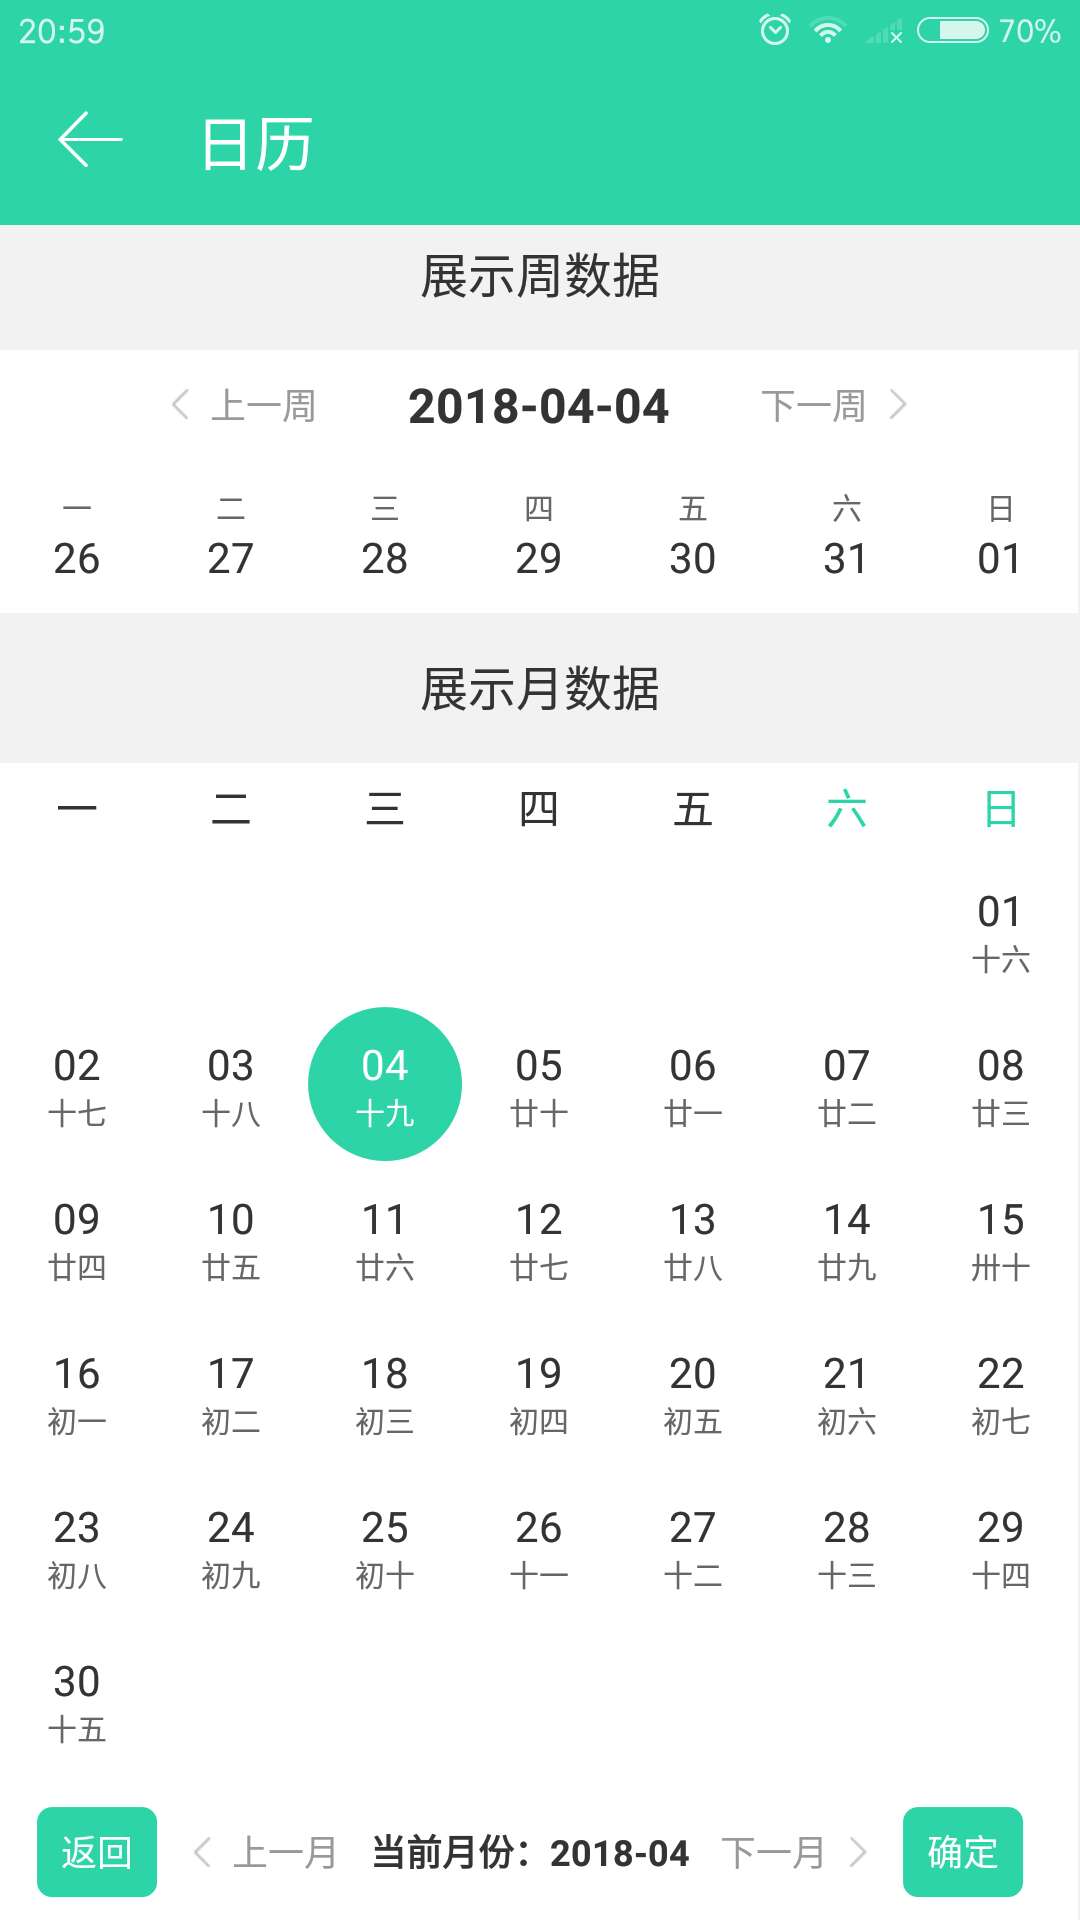 20:59 70%
日历
展示周数据
上一周 2018-04-04 下一周
一 二 三 四 五 六 日
26 27 28 29 30 31 01
展示月数据
一 二 三 四 五 六 日
01
十六
02 03 04 05 06 07 08
十七 十八 十九 廿十 廿一 廿二 廿三
09 10 11 12 13 14 15
廿四 廿五 廿六 廿七 廿八 廿九 卅十
16 17 18 19 20 21 22
初一 初二 初三 初四 初五 初六 初七
23 24 25 26 27 28 29
初八 初九 初十 十一 十二 十三 十四
30
十五
返回 上一月 当前月份：2018-04 下一月 确定